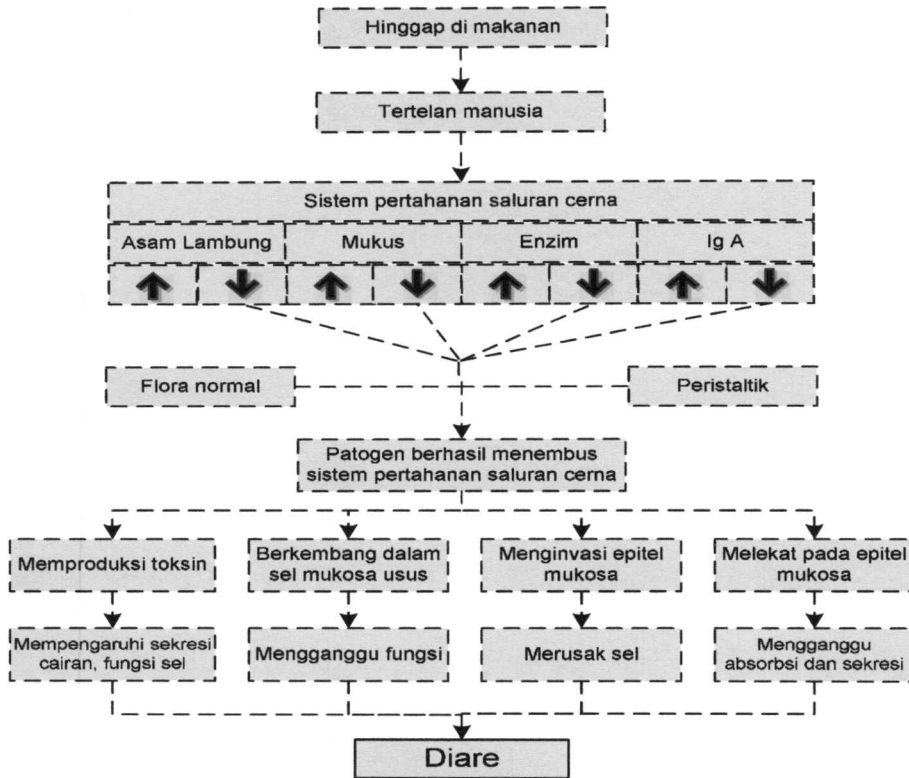 Hinggap di makanan
Tertelan manusia
Sistem pertahanan saluran cerna
Asam Lambung
Mukus
Enzim
Ig A
Flora normal
Peristaltik
Patogen berhasil menembus
sistem pertahanan saluran cerna
Memproduksi toksin
Berkembang dalam
sel mukosa usus
Menginvasi epitel
mukosa
Melekat pada epitel
mukosa
Mempengaruhi sekresi
cairan, fungsi sel
Mengganggu fungsi
Merusak sel
Mengganggu
absorbsi dan sekresi
Diare